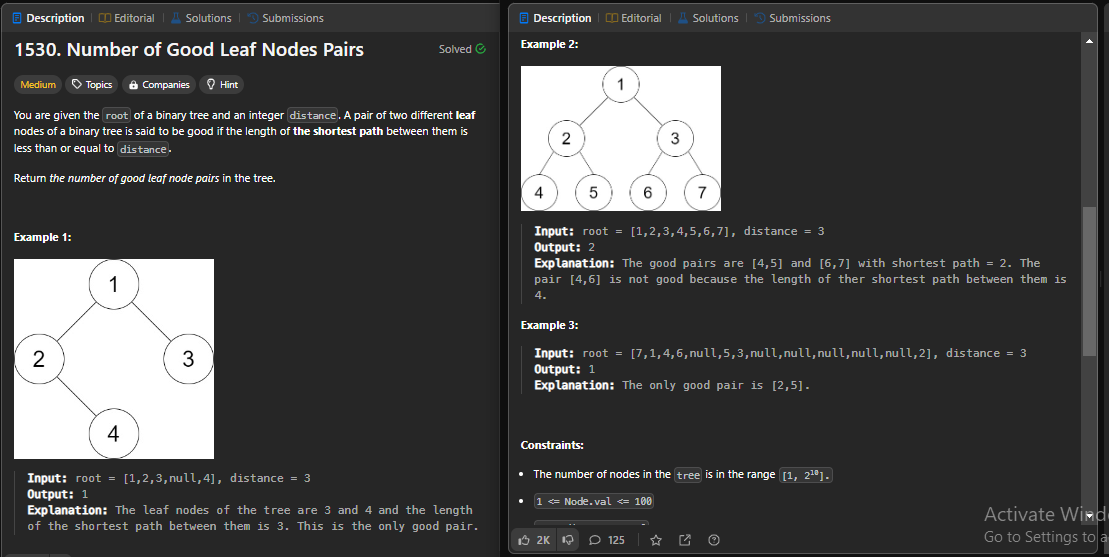 Description
Editorial
Solutions
Submissions
1530. Number of Good Leaf Nodes Pairs
Solved
Medium
Topics
Companies
Hint
You are given the root of a binary tree and an integer distance. A pair of two different leaf
nodes of a binary tree is said to be good if the length of the shortest path between them is
less than or equal to distance.
Return the number of good leaf node pairs in the tree.
Example 1:
1
2
3
4
Input: root = [1,2,3,null,4], distance = 3
Output: 1
Explanation: The leaf nodes of the tree are 3 and 4 and the length
of the shortest path between them is 3. This is the only good pair.
Description
Editorial
Solutions
Submissions
Example 2:
1
2
3
4
5
6
7
Input: root = [1,2,3,4,5,6,7], distance = 3
Output: 2
Explanation: The good pairs are [4,5] and [6,7] with shortest path = 2. The
pair [4,6] is not good because the length of ther shortest path between them is
4.
Example 3:
Input: root = [7,1,4,6,null,5,3,null,null,null,null,null,2], distance = 3
Output: 1
Explanation: The only good pair is [2,5].
Constraints:
• The number of nodes in the tree is in the range [1, 2¹⁰].
• 1 <= Node.val <= 100
2K
125
Activate Wind
Go to Settings to a